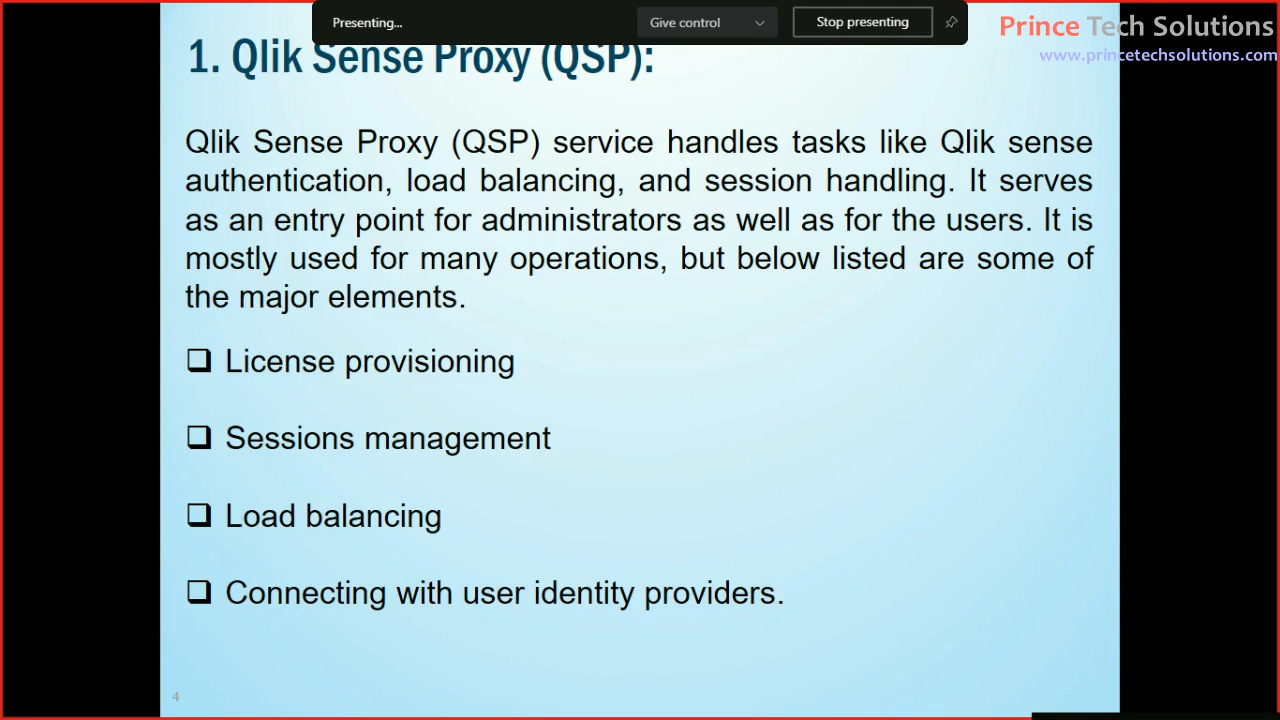 Presenting...
Give control
Stop presenting
Prince Tech Solutions
www.princetechsolutions.com
1. Qlik Sense Proxy (QSP):
Qlik Sense Proxy (QSP) service handles tasks like Qlik sense
authentication, load balancing, and session handling. It serves
as an entry point for administrators as well as for the users. It is
mostly used for many operations, but below listed are some of
the major elements.
❑ License provisioning
❑ Sessions management
❑ Load balancing
❑ Connecting with user identity providers.
4